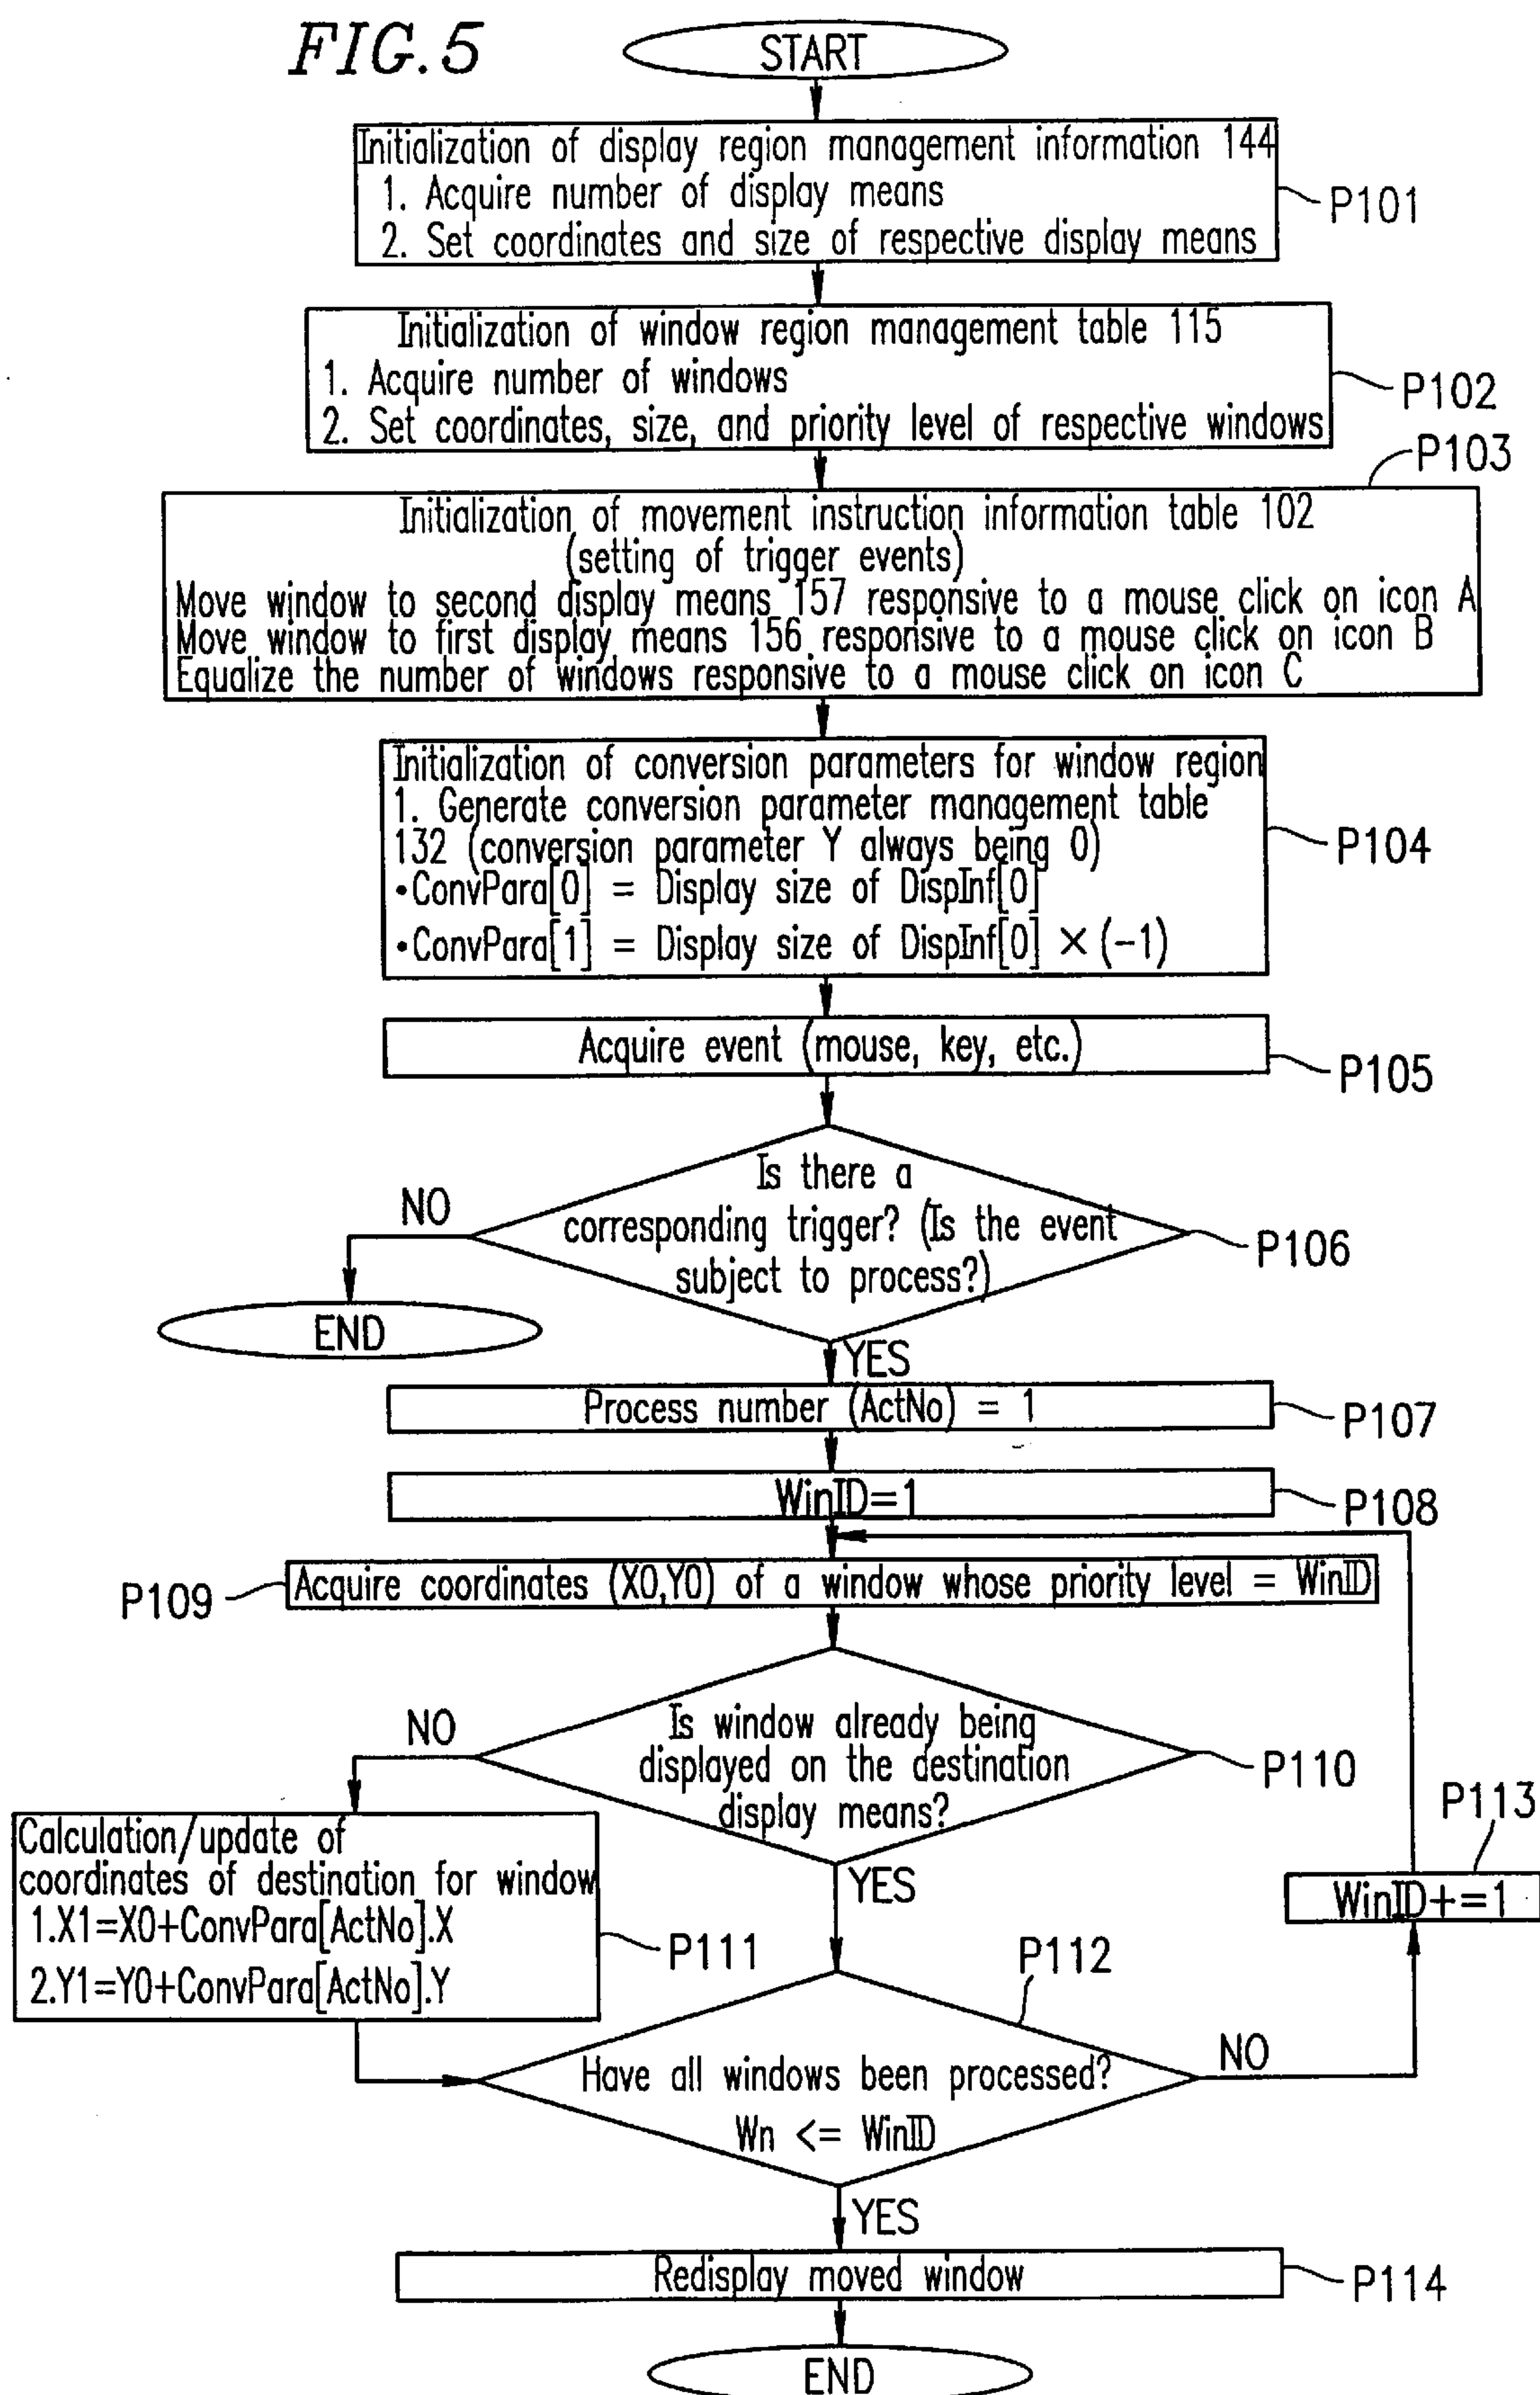 FIG.5
START
Initialization of display region management information 144
1. Acquire number of display means
2. Set coordinates and size of respective display means
P101
Initialization of window region management table 115
1. Acquire number of windows
2. Set coordinates, size, and priority level of respective windows
P102
P103
Initialization of movement instruction information table 102
(setting of trigger events)
Move window to second display means 157 responsive to a mouse click on icon A
Move window to first display means 156 responsive to a mouse click on icon B
Equalize the number of windows responsive to a mouse click on icon C
Initialization of conversion parameters for window region
1. Generate conversion parameter management table
132 (conversion parameter Y always being 0)
•ConvPara[0] = Display size of DispInf[0]
•ConvPara[1] = Display size of DispInf[0] × (-1)
P104
Acquire event (mouse, key, etc.)
P105
Is there a
corresponding trigger? (Is the event
subject to process?)
P106
NO
END
YES
Process number (ActNo) = 1
P107
WinID=1
P108
P109
Acquire coordinates (X0,Y0) of a window whose priority level = WinID
Is window already being
displayed on the destination
display means?
P110
NO
YES
Calculation/update of
coordinates of destination for window
1.X1=X0+ConvPara[ActNo].X
2.Y1=Y0+ConvPara[ActNo].Y
P111
P112
P113
WinID+=1
Have all windows been processed?
Wn <= WinID
NO
YES
Redisplay moved window
P114
END